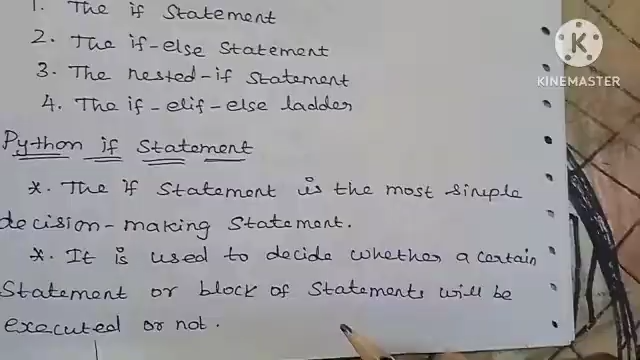 1. The if Statement
2. The if-else Statement
3. The nested-if Statement
4. The if-elif-else ladder
Python if Statement
*. The if Statement is the most simple
decision-making Statement.
*. It is used to decide whether a certain
Statement or block of Statements will be
executed or not.
K
KINEMASTER